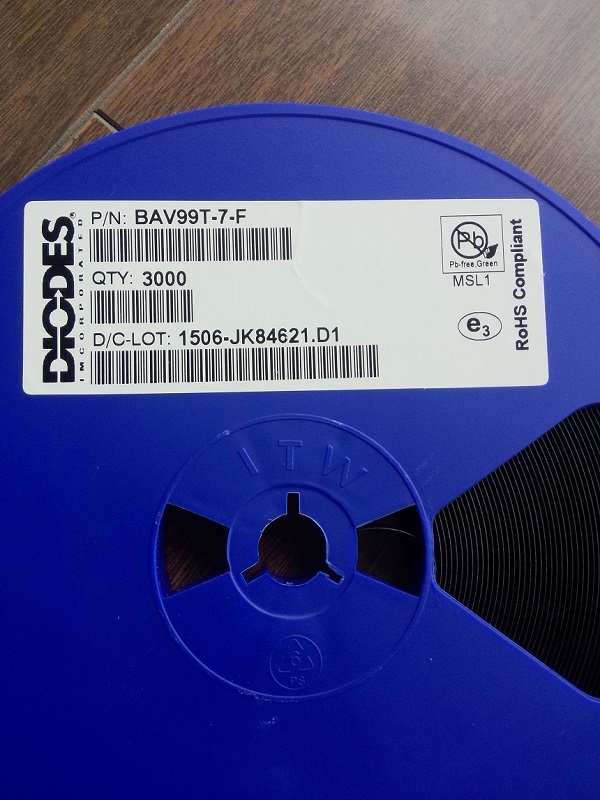 DIODES®
INCORPORATED
P/N: BAV99T-7-F
QTY: 3000
D/C-LOT: 1506-JK84621.D1
Pb
Pb-free,Green
MSL1
e3
RoHS Compliant
ITW
6
PS